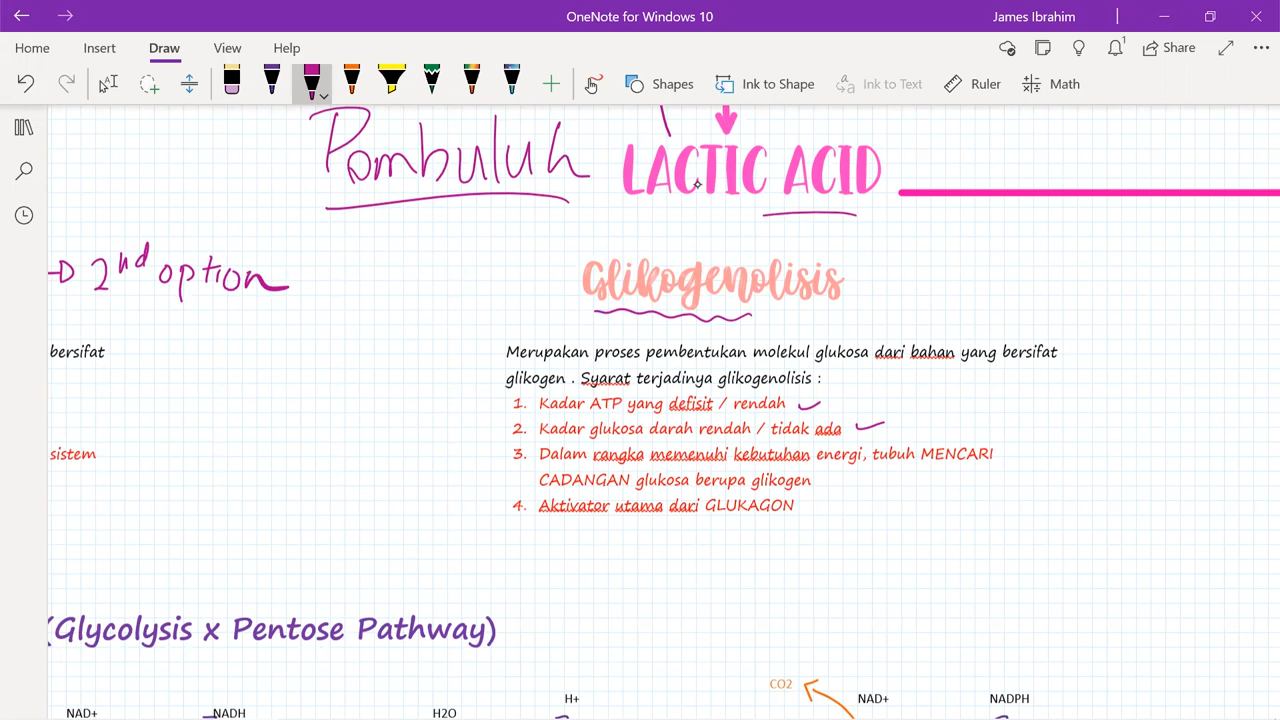 OneNote for Windows 10
James Ibrahim
Home Insert Draw View Help
1
Share
Shapes Ink to Shape Ink to Text Ruler Math
Pembuluh
LACTIC ACID
2nd option
Glikogenolisis
bersifat
Merupakan proses pembentukan molekul glukosa dari bahan yang bersifat
glikogen . Syarat terjadinya glikogenolisis :
1. Kadar ATP yang defisit / rendah
2. Kadar glukosa darah rendah / tidak ada
sistem
3. Dalam rangka memenuhi kebutuhan energi, tubuh MENCARI
CADANGAN glukosa berupa glikogen
4. Aktivator utama dari GLUKAGON
(Glycolysis x Pentose Pathway)
CO2
H+
NAD+
NADPH
NAD+
NADH
H2O